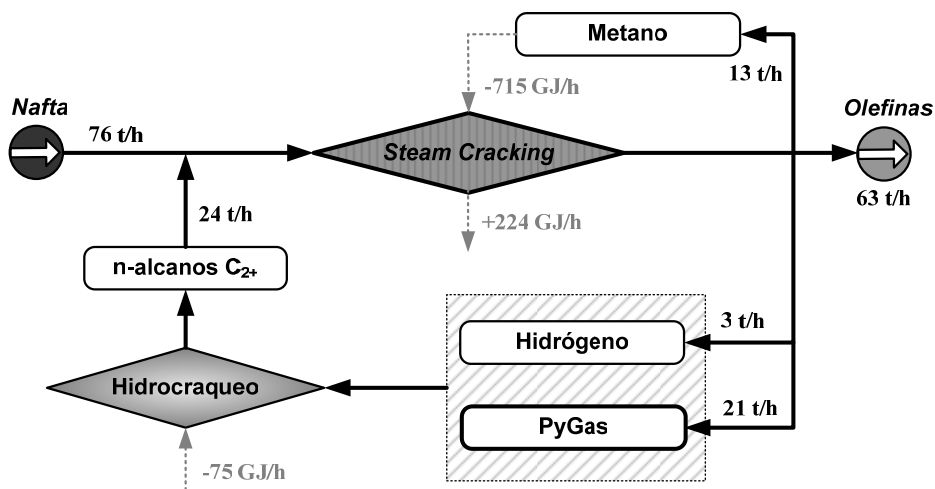 Metano
13 t/h
-715 GJ/h
Nafta
76 t/h
Steam Cracking
Olefinas
63 t/h
24 t/h
+224 GJ/h
n-alcanos C₂₊
Hidrógeno
3 t/h
Hidrocraqueo
PyGas
21 t/h
-75 GJ/h